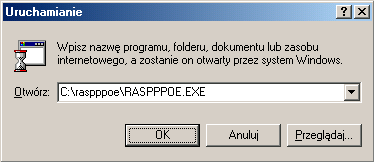 Uruchamianie
Wpisz nazwę programu, folderu, dokumentu lub zasobu
internetowego, a zostanie on otwarty przez system Windows.
Otwórz: C:\raspppoe\RASPPPOE.EXE
OK Anuluj Przeglądaj...